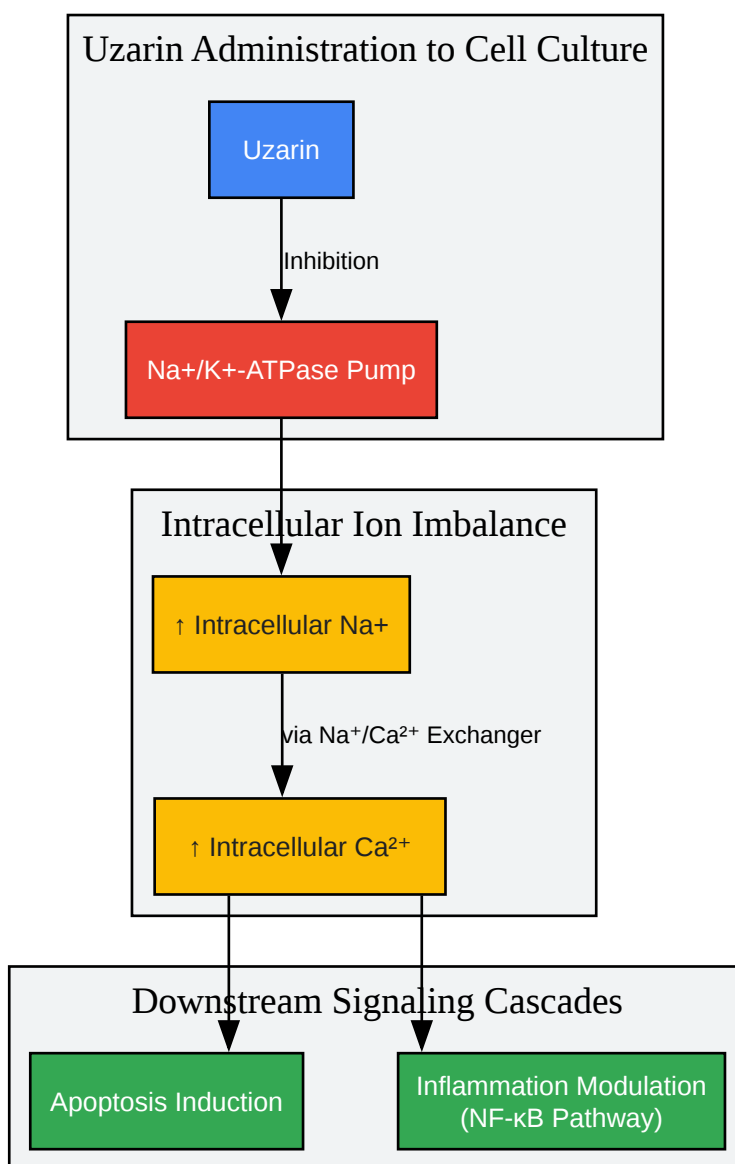 Uzarin Administration to Cell Culture
Uzarin
Inhibition
Na+/K+-ATPase Pump
Intracellular Ion Imbalance
↑ Intracellular Na+
via Na⁺/Ca²⁺ Exchanger
↑ Intracellular Ca²⁺
Downstream Signaling Cascades
Apoptosis Induction
Inflammation Modulation
(NF-κB Pathway)